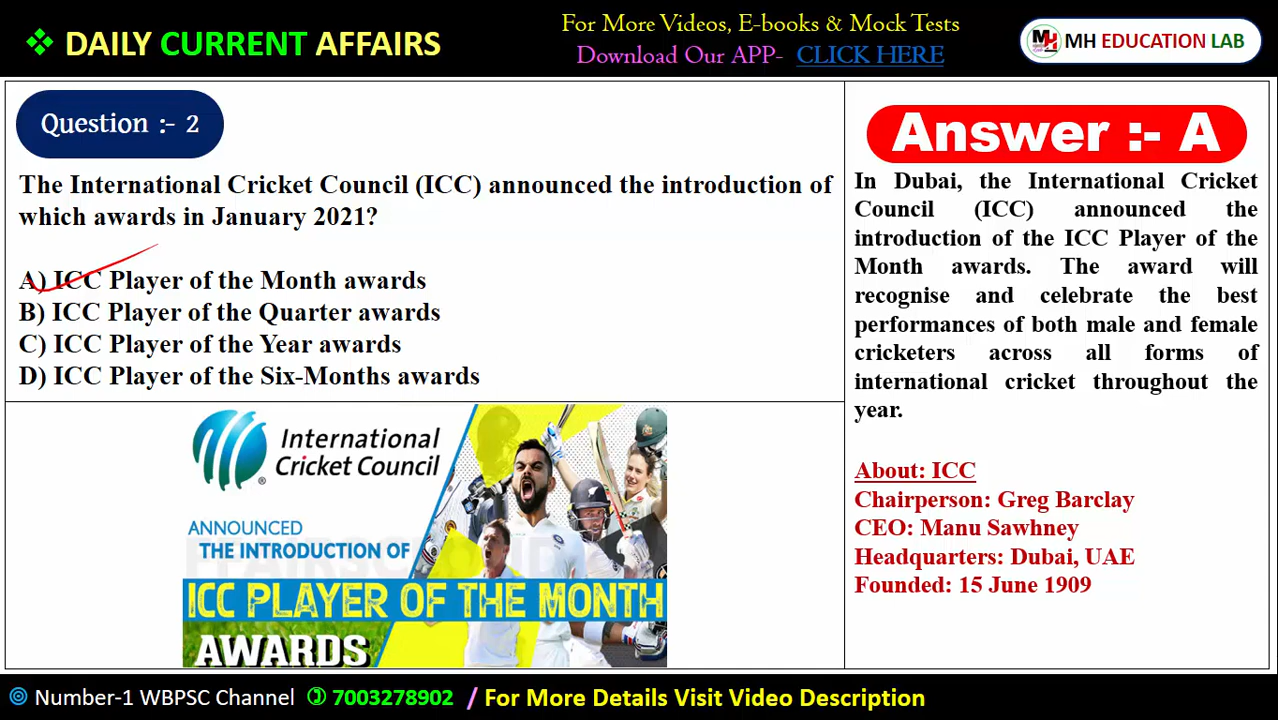 ❖ DAILY CURRENT AFFAIRS
For More Videos, E-books & Mock Tests
Download Our APP- CLICK HERE
MH EDUCATION LAB
Question :- 2
The International Cricket Council (ICC) announced the introduction of
which awards in January 2021?
A) ICC Player of the Month awards
B) ICC Player of the Quarter awards
C) ICC Player of the Year awards
D) ICC Player of the Six-Months awards
International
Cricket Council
ANNOUNCED
THE INTRODUCTION OF
ICC PLAYER OF THE MONTH
AWARDS
Answer :- A
In Dubai, the International Cricket
Council (ICC) announced the
introduction of the ICC Player of the
Month awards. The award will
recognise and celebrate the best
performances of both male and female
cricketers across all forms of
international cricket throughout the
year.
About: ICC
Chairperson: Greg Barclay
CEO: Manu Sawhney
Headquarters: Dubai, UAE
Founded: 15 June 1909
Number-1 WBPSC Channel 7003278902 / For More Details Visit Video Description